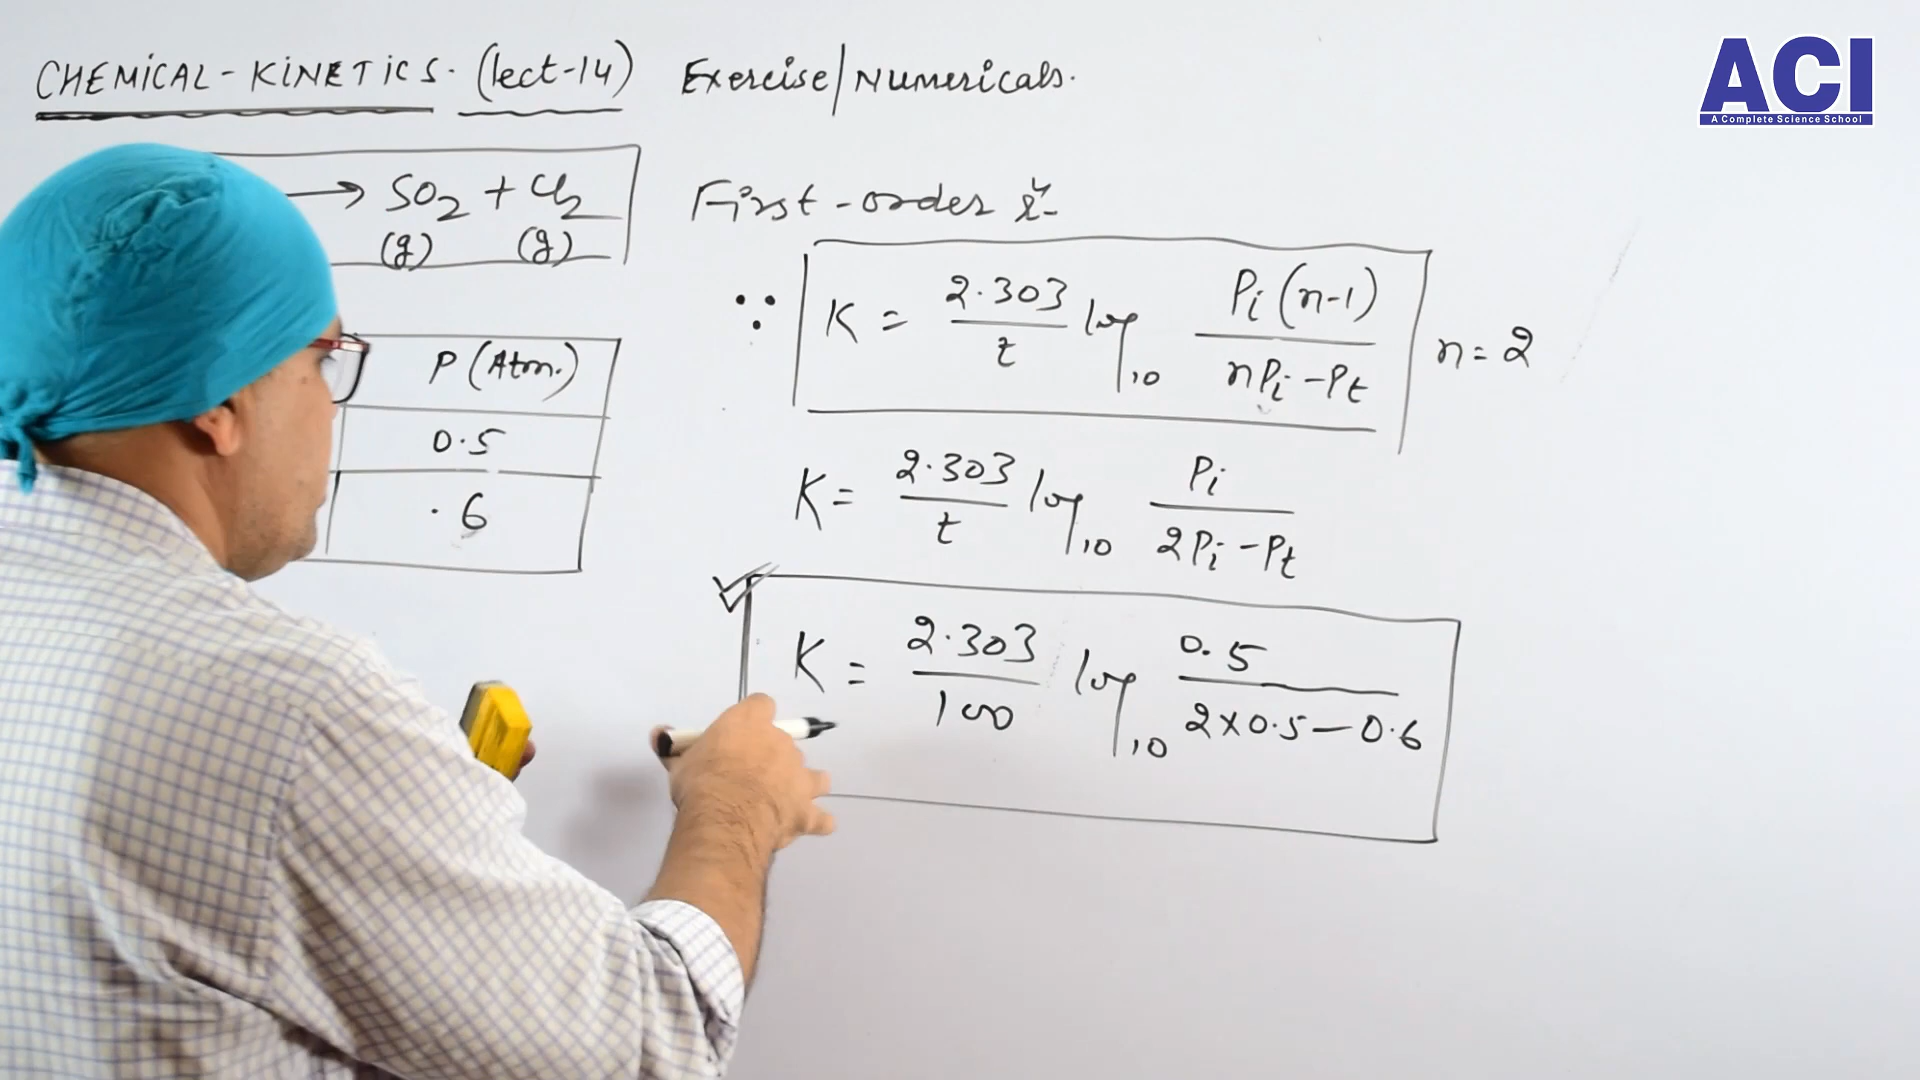 CHEMICAL-KINETICS. (lect-14) Exercise/Numericals.
ACI
A Complete Science School
→ SO₂ + Cl₂
(g) (g)
First-order
∵ K = 2.303/t log₁₀ Pi(n-1)/nPi-Pt n=2
P (Atm.)
0.5
.6
K = 2.303/t log₁₀ Pi/2Pi-Pt
✓ K = 2.303/100 log₁₀ 0.5/2×0.5-0.6